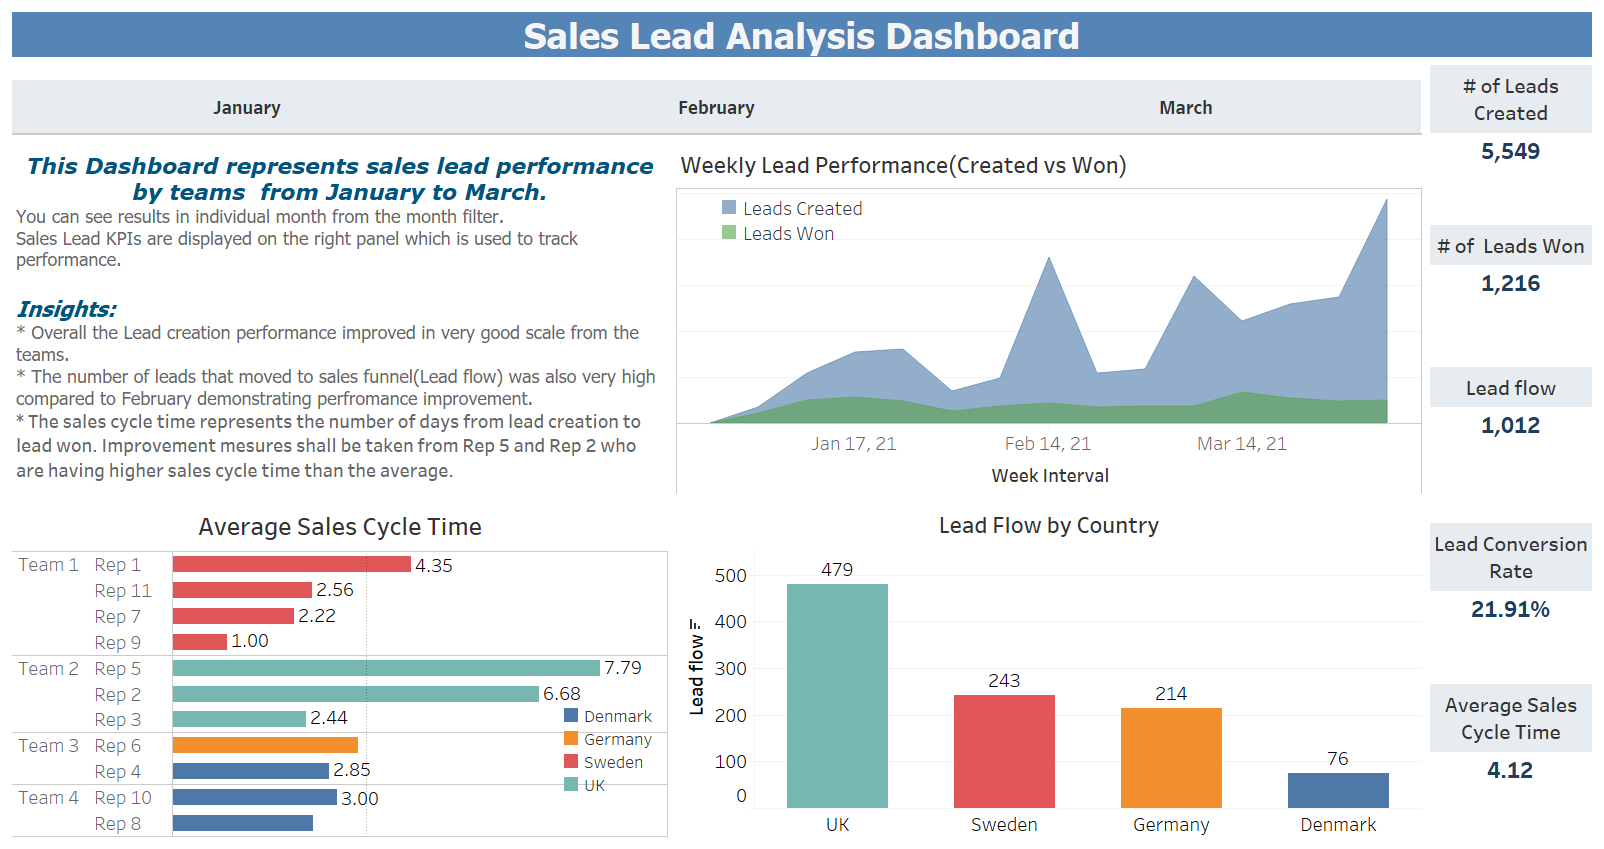 Sales Lead Analysis Dashboard
January
February
March
# of Leads
Created
5,549
# of  Leads Won
1,216
Lead flow
1,012
Lead Conversion
Rate
21.91%
Average Sales
Cycle Time
4.12
This Dashboard represents sales lead performance
by teams  from January to March.
You can see results in individual month from the month filter.
Sales Lead KPIs are displayed on the right panel which is used to track
performance.
Insights:
* Overall the Lead creation performance improved in very good scale from the
teams.
* The number of leads that moved to sales funnel(Lead flow) was also very high
compared to February demonstrating perfromance improvement.
* The sales cycle time represents the number of days from lead creation to
lead won. Improvement mesures shall be taken from Rep 5 and Rep 2 who
are having higher sales cycle time than the average.
Weekly Lead Performance(Created vs Won)
Leads Created
Leads Won
Jan 17, 21
Feb 14, 21
Mar 14, 21
Week Interval
Average Sales Cycle Time
Team 1 Rep 1 4.35
Rep 11 2.56
Rep 7 2.22
Rep 9 1.00
Team 2 Rep 5 7.79
Rep 2 6.68
Rep 3 2.44
Team 3 Rep 6
Rep 4 2.85
Team 4 Rep 10 3.00
Rep 8
Denmark
Germany
Sweden
UK
Lead Flow by Country
Lead flow
500
400
300
200
100
0
479
243
214
76
UK
Sweden
Germany
Denmark